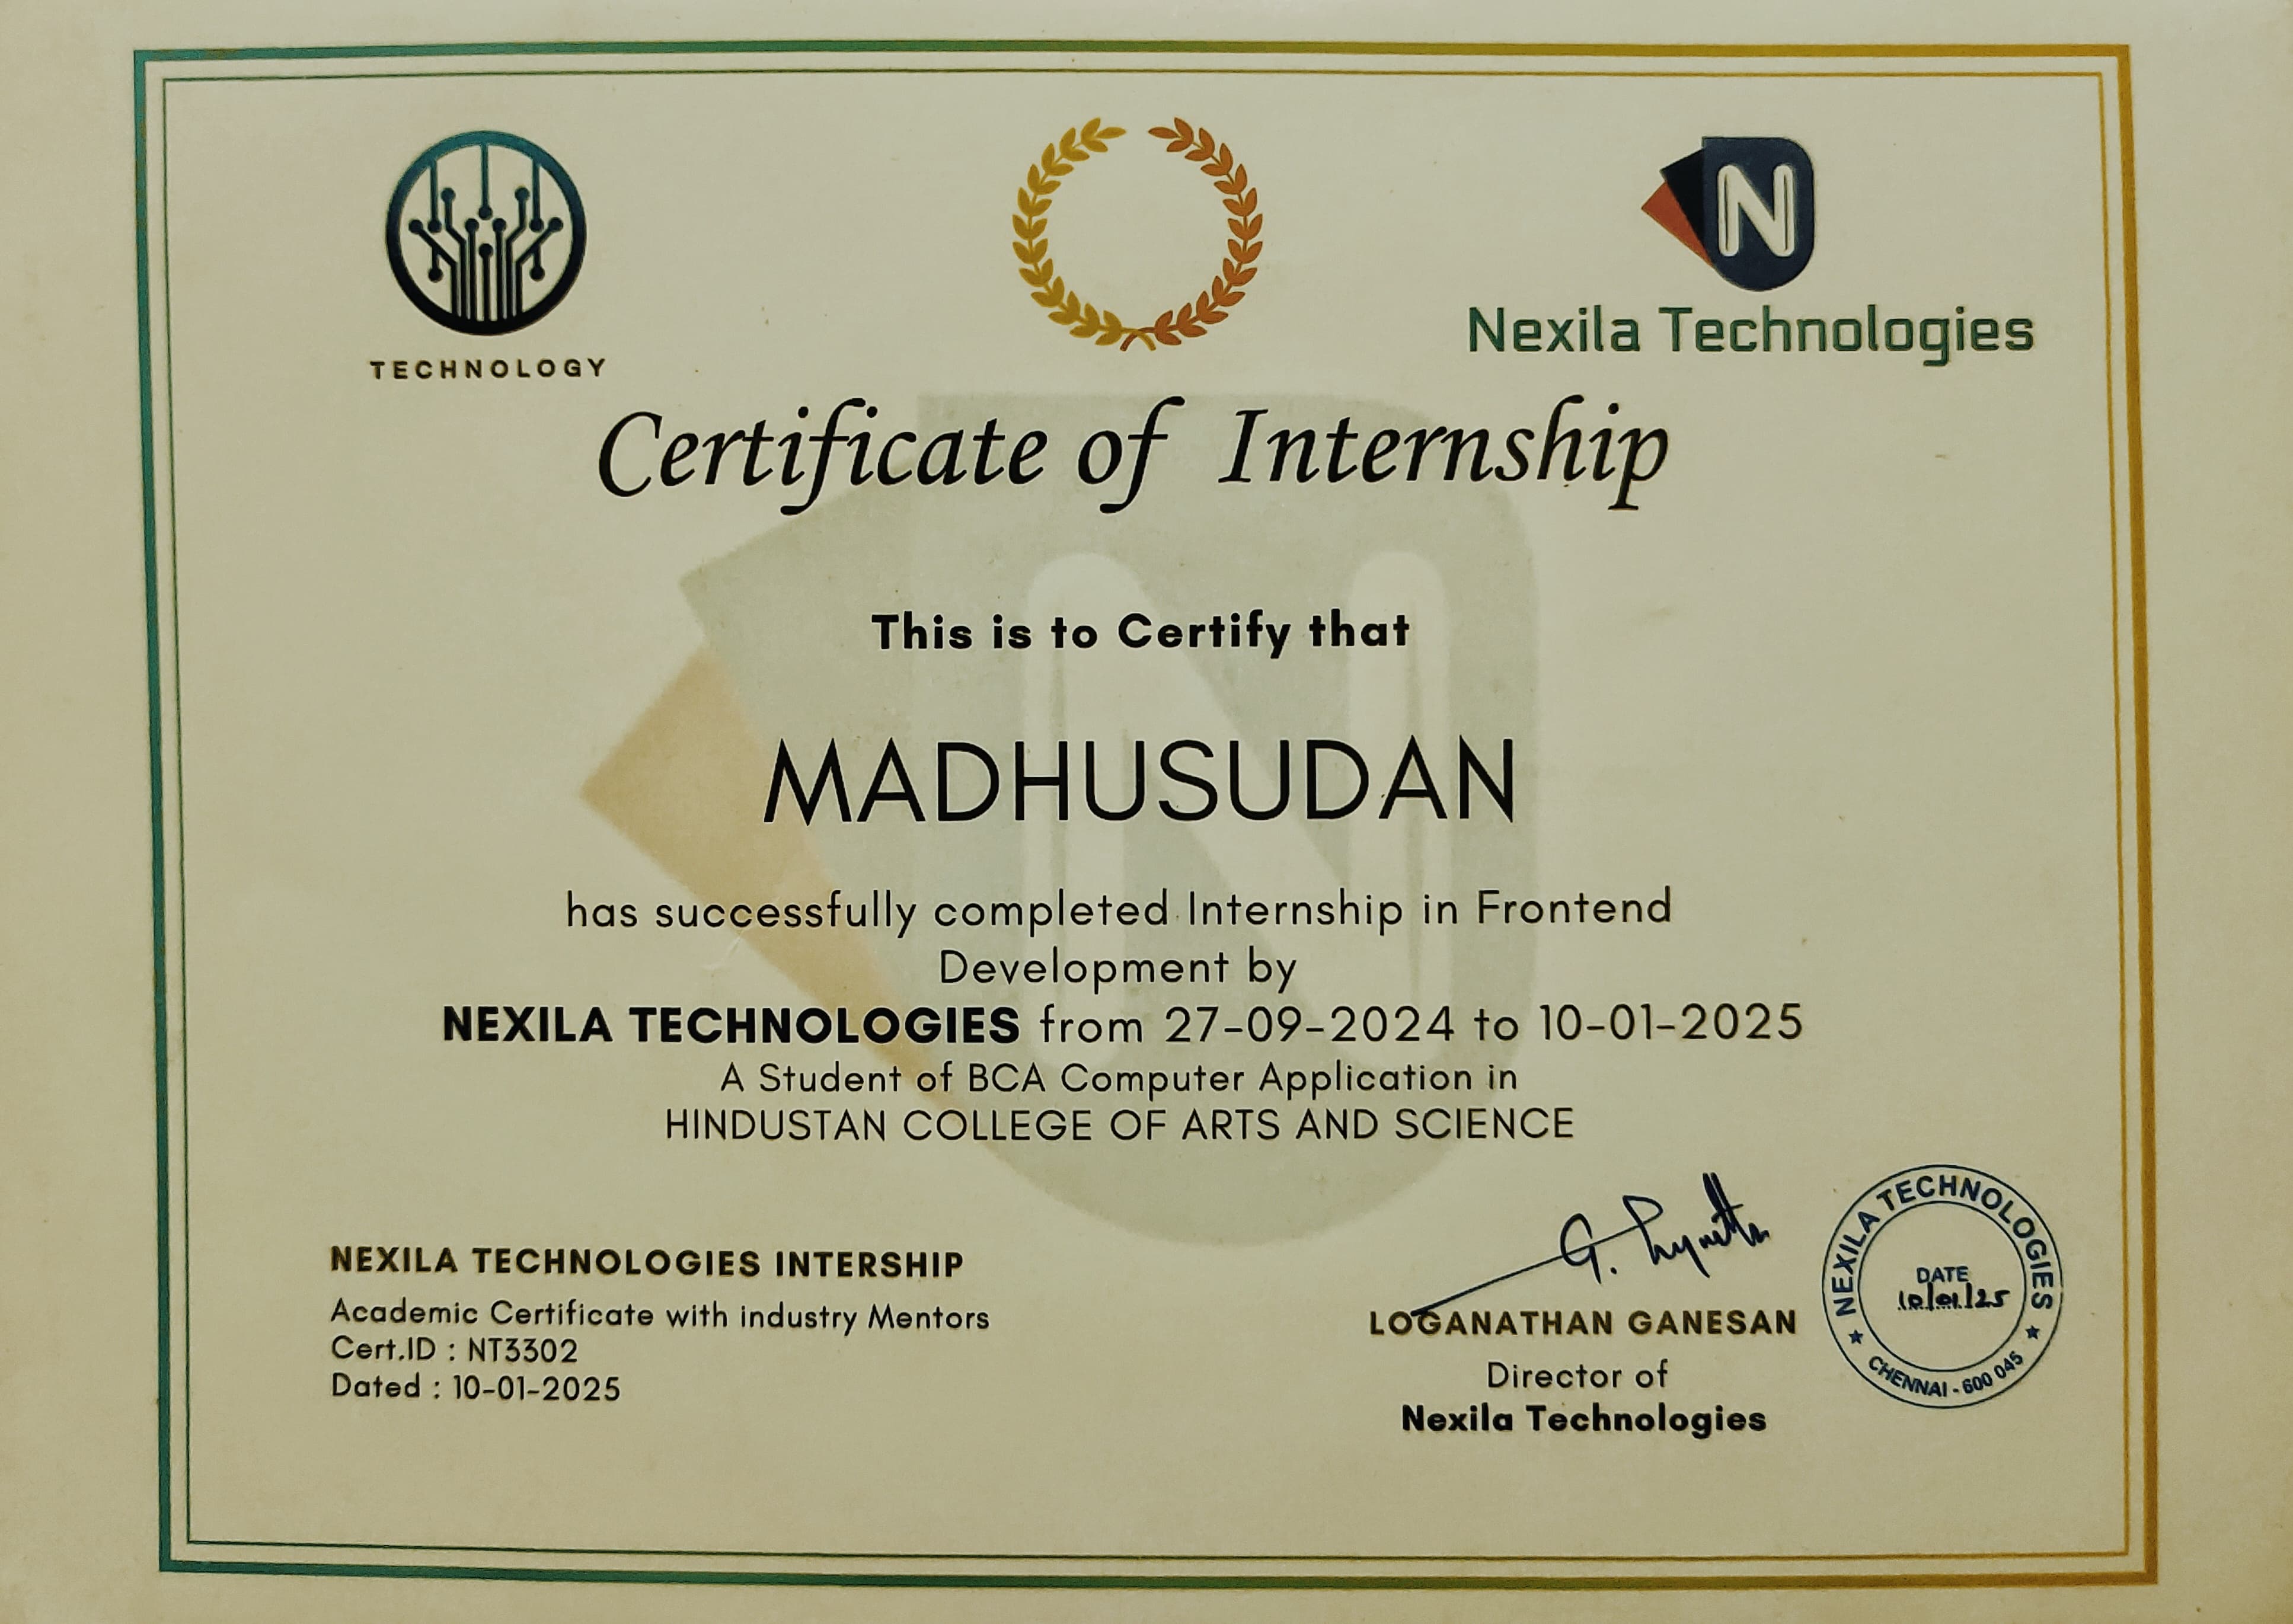 TECHNOLOGY
N
Nexila Technologies
Certificate of Internship
This is to Certify that
MADHUSUDAN
has successfully completed Internship in Frontend
Development by
NEXILA TECHNOLOGIES from 27-09-2024 to 10-01-2025
A Student of BCA Computer Application in
HINDUSTAN COLLEGE OF ARTS AND SCIENCE
NEXILA TECHNOLOGIES INTERSHIP
Academic Certificate with industry Mentors
Cert.ID : NT3302
Dated : 10-01-2025
G.
LOGANATHAN GANESAN
Director of
Nexila Technologies
NEXILA TECHNOLOGIES
DATE
10/01/25
CHENNAI - 600 045